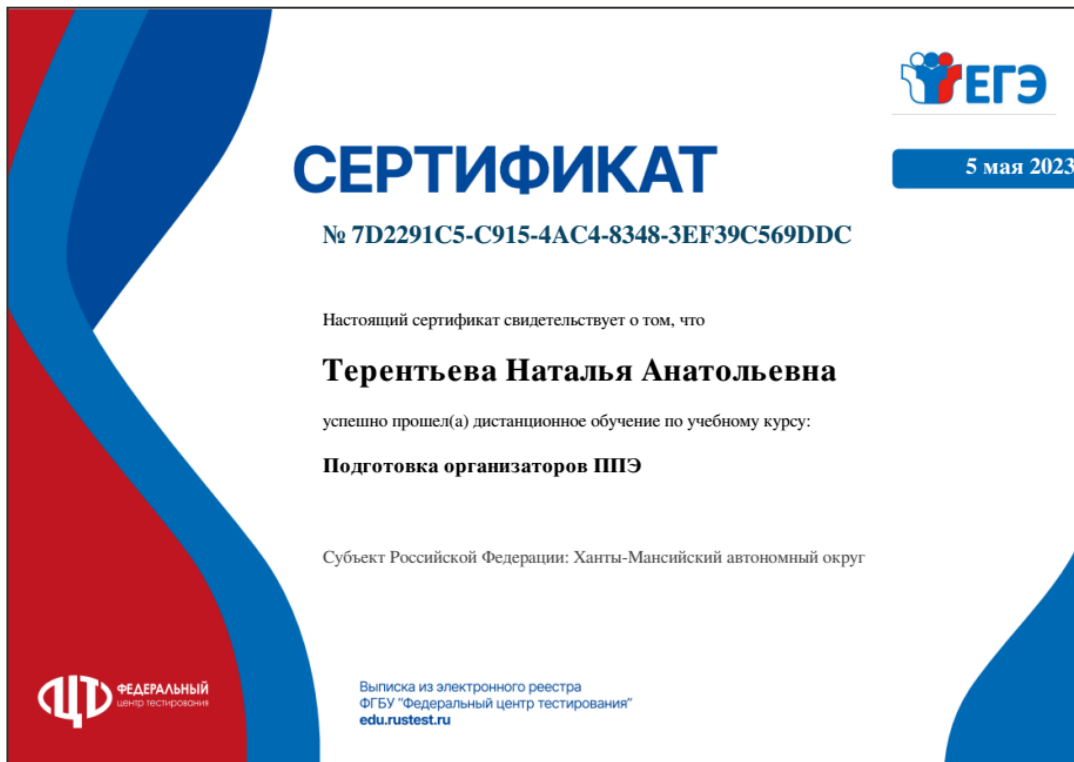 ЕГЭ
СЕРТИФИКАТ
5 мая 2023
№ 7D2291C5-C915-4AC4-8348-3EF39C569DDC
Настоящий сертификат свидетельствует о том, что
Терентьева Наталья Анатольевна
успешно прошел(а) дистанционное обучение по учебному курсу:
Подготовка организаторов ППЭ
Субъект Российской Федерации: Ханты-Мансийский автономный округ
ЦТ
ФЕДЕРАЛЬНЫЙ
центр тестирования
Выписка из электронного реестра
ФГБУ "Федеральный центр тестирования"
edu.rustest.ru